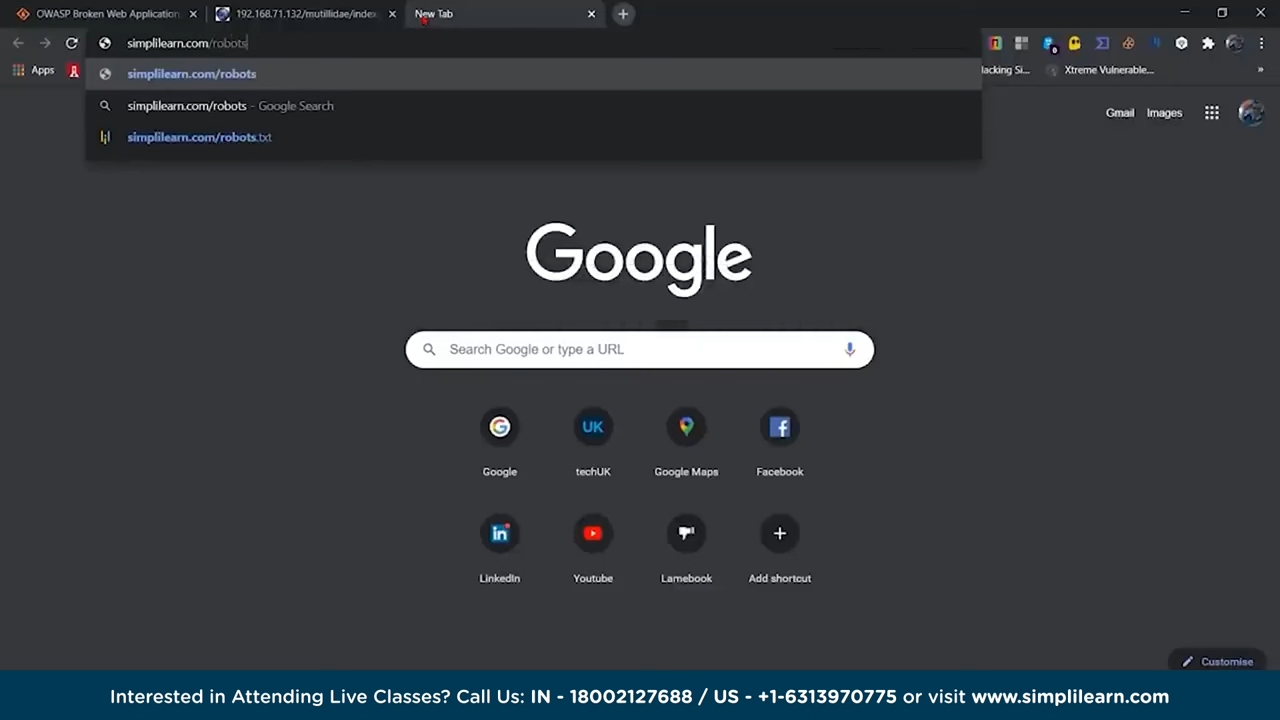 OWASP Broken Web Application
192.168.71.132/mutillidae/index
New Tab
simplilearn.com/robots
Apps
simplilearn.com/robots
simplilearn.com/robots - Google Search
simplilearn.com/robots.txt
lacking Si...
Xtreme Vulnerable...
Gmail
Images
Google
Search Google or type a URL
UK
Google
techUK
Google Maps
Facebook
LinkedIn
Youtube
Lamebook
Add shortcut
Customise
Interested in Attending Live Classes? Call Us: IN - 18002127688 / US - +1-6313970775 or visit www.simplilearn.com